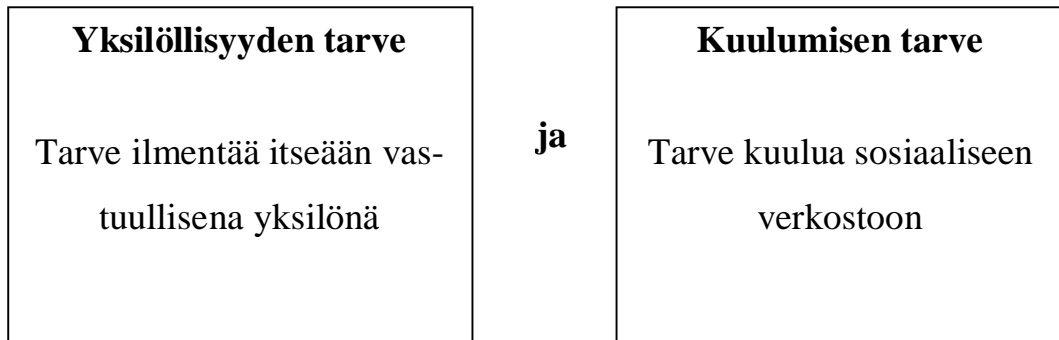 Yksilöllisyyden tarve
Tarve ilmentää itseään vas-
tuullisena yksilönä
ja
Kuulumisen tarve
Tarve kuulua sosiaaliseen
verkostoon